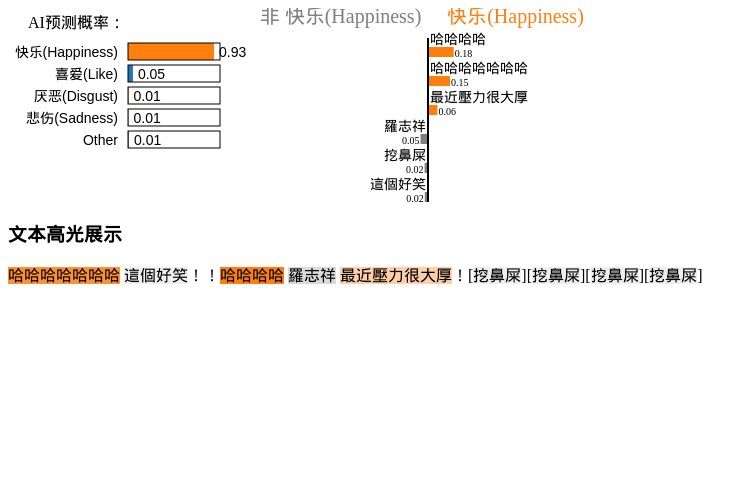 AI预测概率：
快乐(Happiness) 0.93
喜爱(Like) 0.05
厌恶(Disgust) 0.01
悲伤(Sadness) 0.01
Other 0.01
非 快乐(Happiness) 快乐(Happiness)
哈哈哈哈
0.18
哈哈哈哈哈哈哈
0.15
最近壓力很大厚
0.06
羅志祥
0.05
挖鼻屎
0.02
這個好笑
0.02
文本高光展示
哈哈哈哈哈哈哈 這個好笑！！哈哈哈哈 羅志祥 最近壓力很大厚！[挖鼻屎][挖鼻屎][挖鼻屎][挖鼻屎]